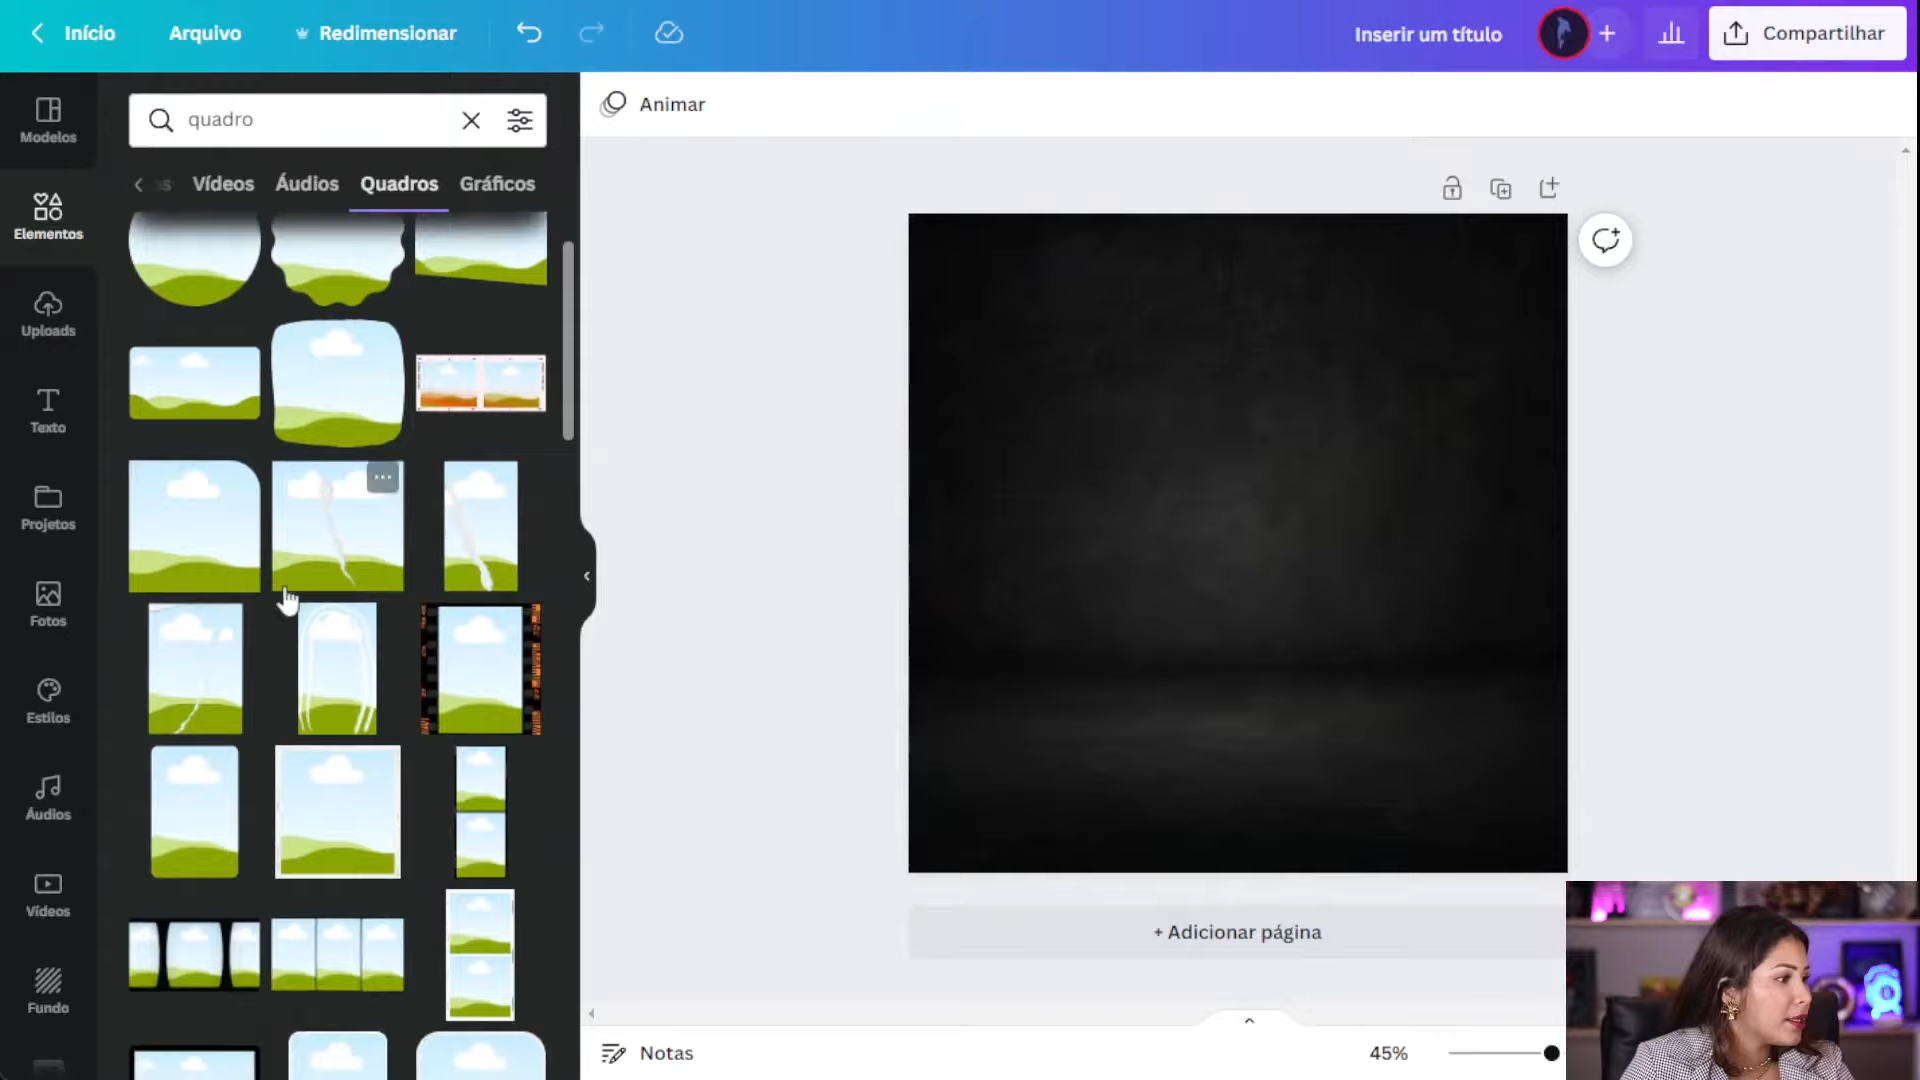 Início
Arquivo
Redimensionar
Inserir um título
Compartilhar
Modelos
Elementos
Uploads
Texto
Projetos
Fotos
Estilos
Áudios
Vídeos
Fundo
quadro
os
Vídeos
Áudios
Quadros
Gráficos
Animar
+ Adicionar página
Notas
45%